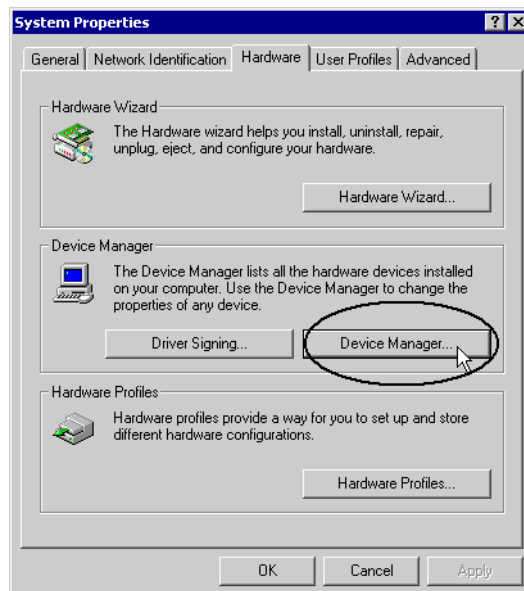 System Properties
? X
General Network Identification Hardware User Profiles Advanced
Hardware Wizard
The Hardware wizard helps you install, uninstall, repair,
unplug, eject, and configure your hardware.
Hardware Wizard...
Device Manager
The Device Manager lists all the hardware devices installed
on your computer. Use the Device Manager to change the
properties of any device.
Driver Signing... Device Manager...
Hardware Profiles
Hardware profiles provide a way for you to set up and store
different hardware configurations.
Hardware Profiles...
OK Cancel Apply